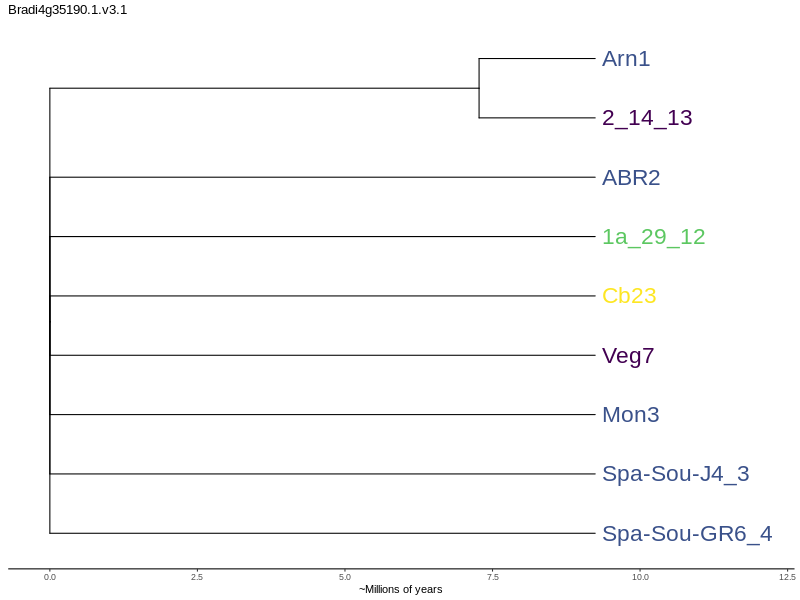 Bradi4g35190.1.v3.1
Arn1
2_14_13
ABR2
1a_29_12
Cb23
Veg7
Mon3
Spa-Sou-J4_3
Spa-Sou-GR6_4
0.0 2.5 5.0 7.5 10.0 12.5
~Millions of years